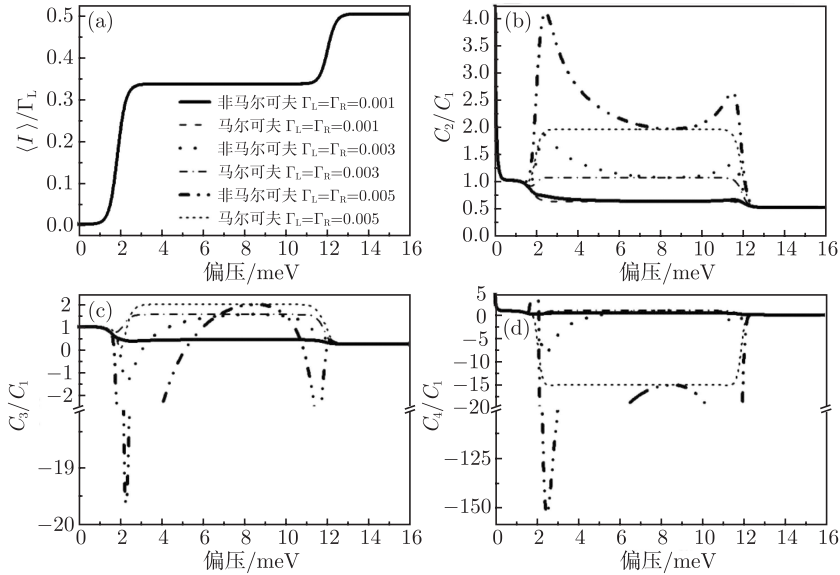 (a)
⟨I⟩/Γ_L
0.5
0.4
0.3
0.2
0.1
0.0
非马尔可夫 Γ_L=Γ_R=0.001
马尔可夫 Γ_L=Γ_R=0.001
非马尔可夫 Γ_L=Γ_R=0.003
马尔可夫 Γ_L=Γ_R=0.003
非马尔可夫 Γ_L=Γ_R=0.005
马尔可夫 Γ_L=Γ_R=0.005
0 2 4 6 8 10 12 14 16
偏压/meV
(b)
C_2/C_1
4.0
3.5
3.0
2.5
2.0
1.5
1.0
0.5
0.0
0 2 4 6 8 10 12 14 16
偏压/meV
(c)
C_3/C_1
2
1
0
−1
−2
−19
−20
0 2 4 6 8 10 12 14 16
偏压/meV
(d)
C_4/C_1
5
0
−5
−10
−15
−20
−125
−150
0 2 4 6 8 10 12 14 16
偏压/meV